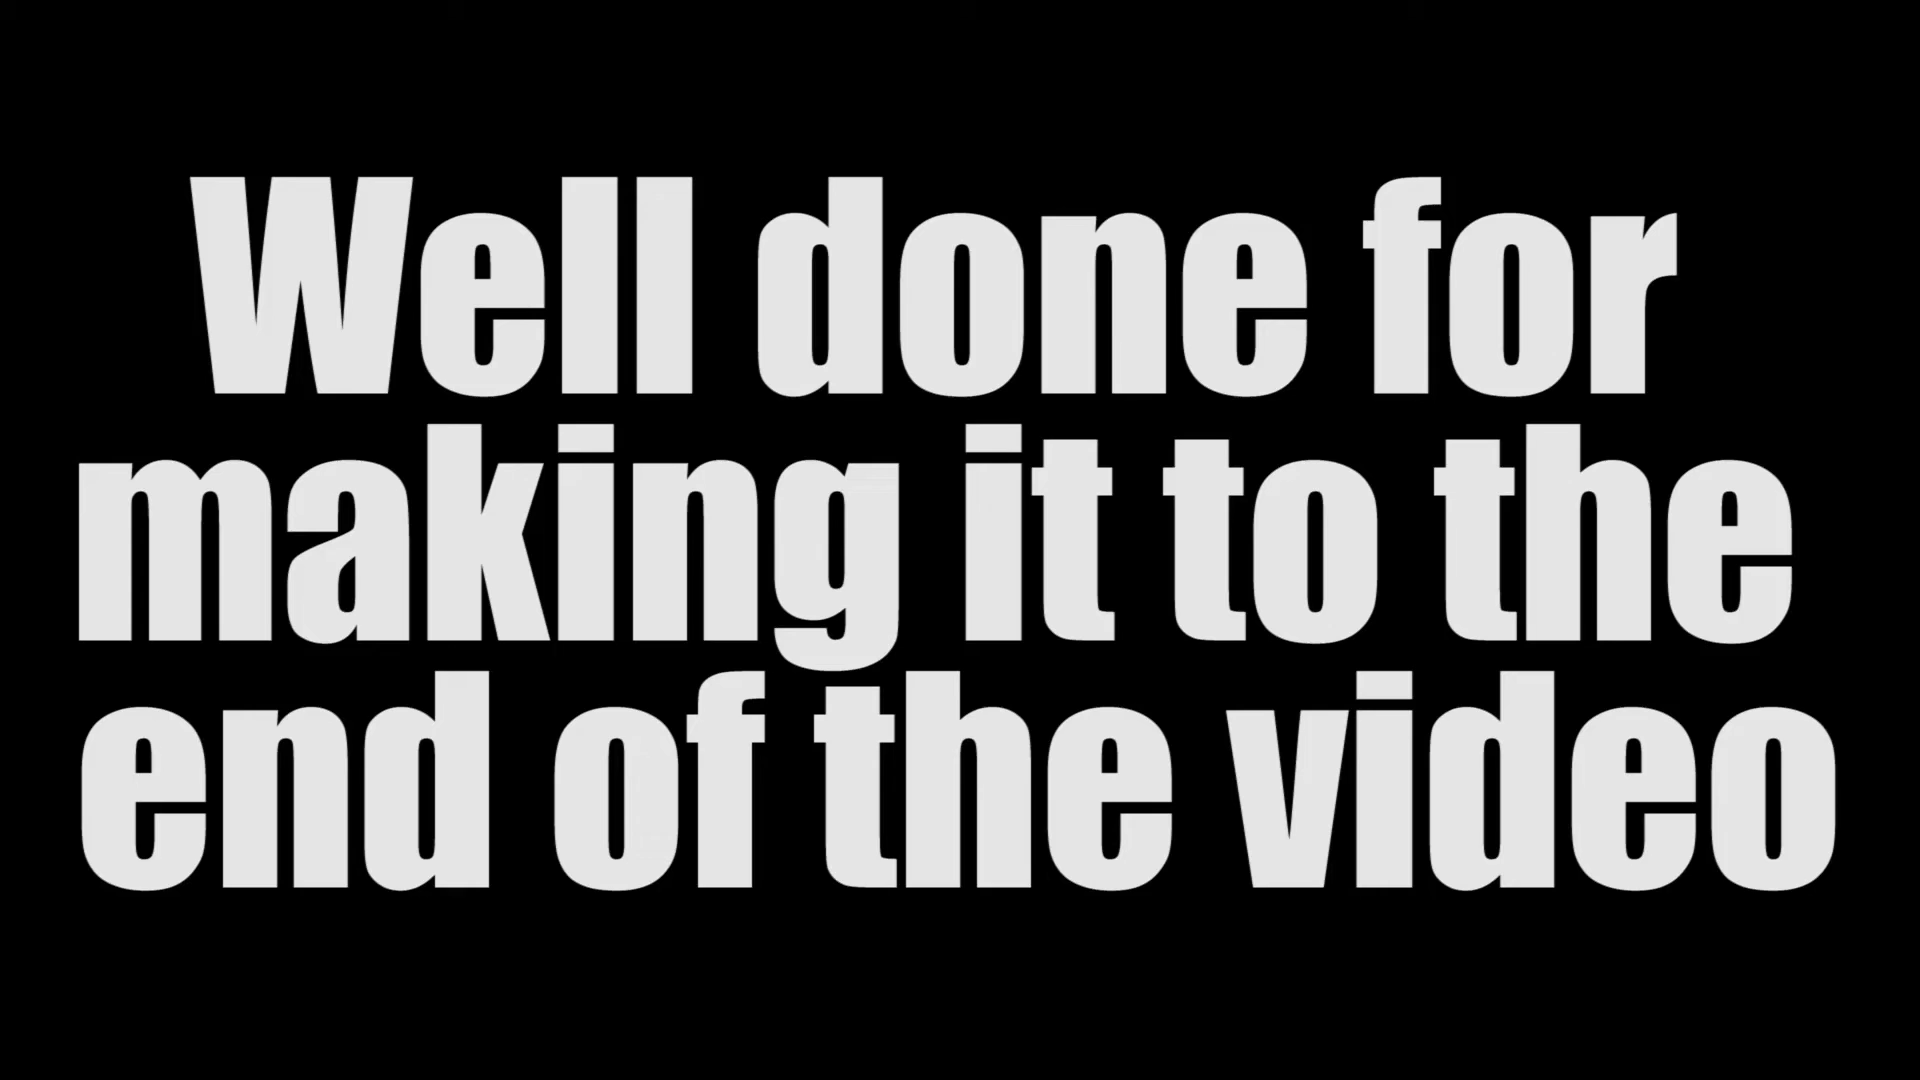 Well done for
making it to the
end of the video